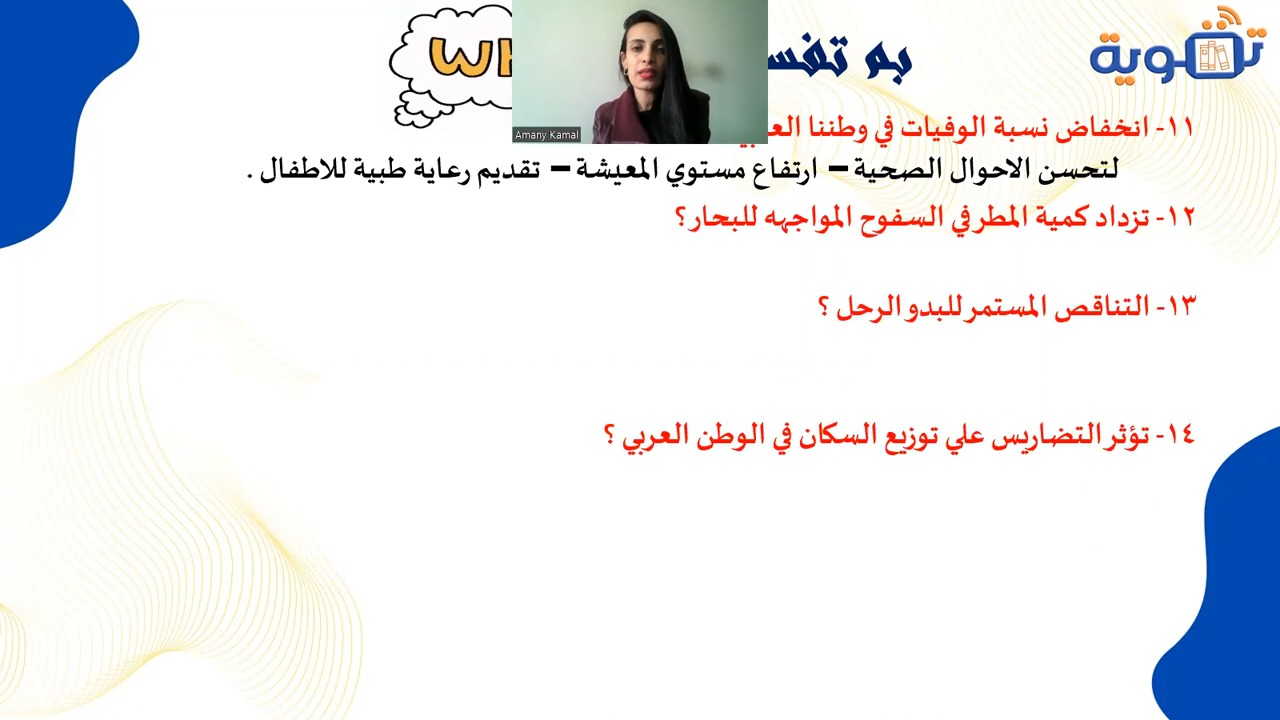 تقوية
بم تفس
WH
Amany Kamal
١١- انخفاض نسبة الوفيات في وطننا
لتحسن الاحوال الصحية – ارتفاع مستوي المعيشة – تقديم رعاية طبية للاطفال .
١٢- تزداد كمية المطر في السفوح المواجهه للبحار؟
١٣- التناقص المستمر للبدو الرحل ؟
١٤- تؤثر التضاريس علي توزيع السكان في الوطن العربي ؟